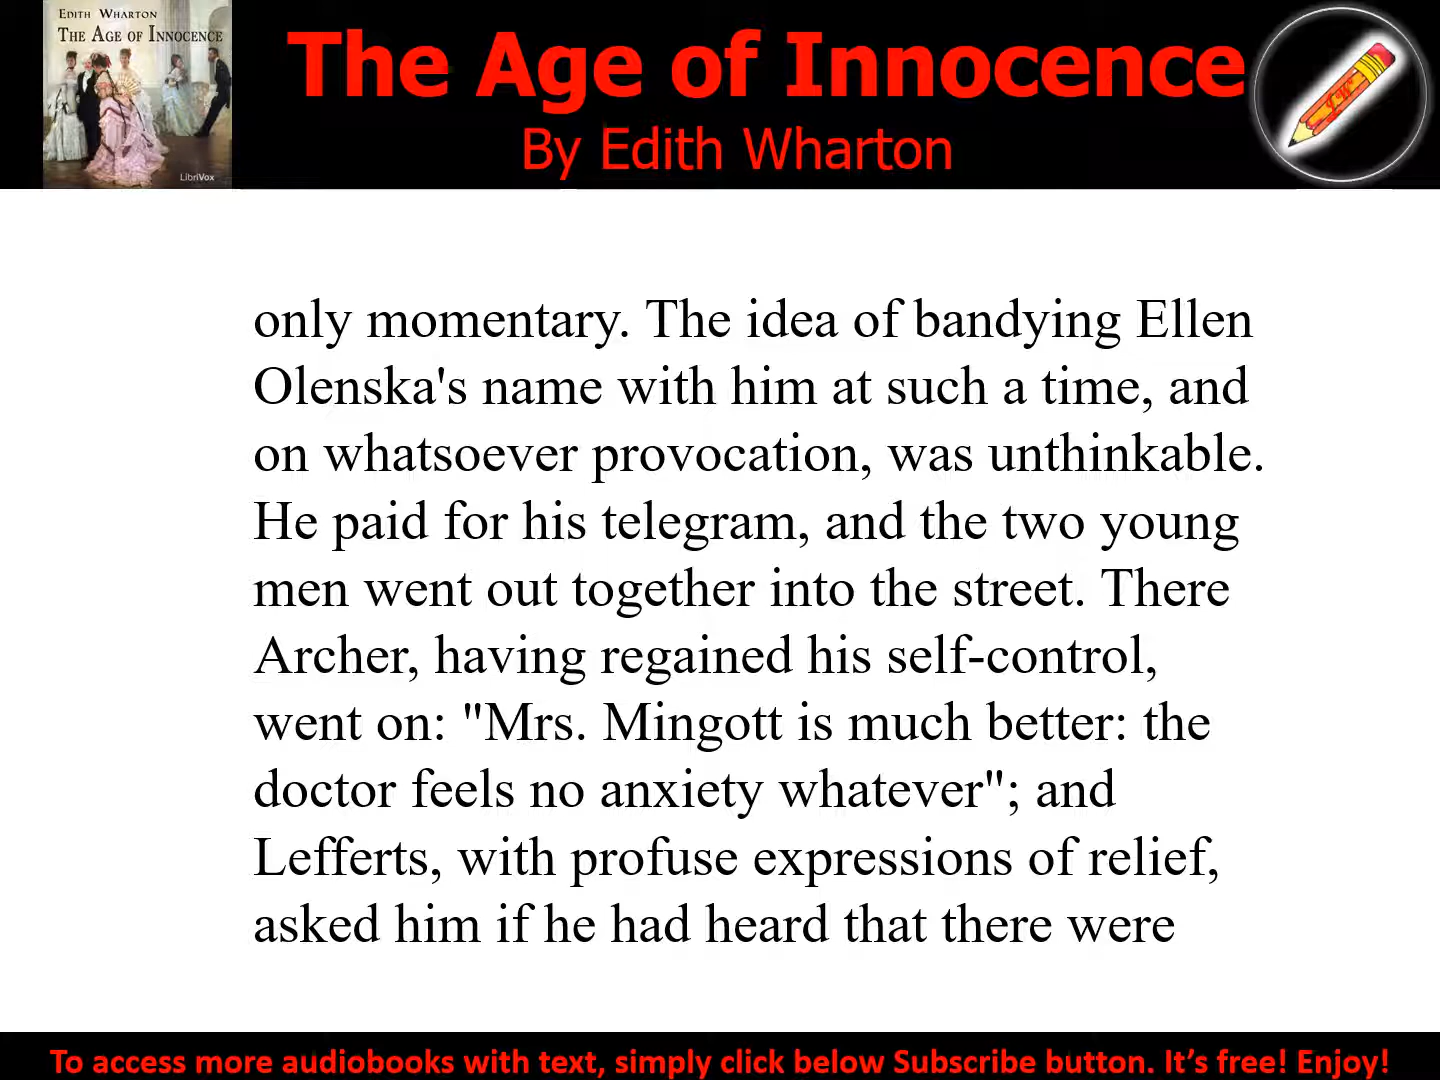 EDITH WHARTON
THE AGE OF INNOCENCE
LibriVox
The Age of Innocence
By Edith Wharton
only momentary. The idea of bandying Ellen
Olenska's name with him at such a time, and
on whatsoever provocation, was unthinkable.
He paid for his telegram, and the two young
men went out together into the street. There
Archer, having regained his self-control,
went on: "Mrs. Mingott is much better: the
doctor feels no anxiety whatever"; and
Lefferts, with profuse expressions of relief,
asked him if he had heard that there were
To access more audiobooks with text, simply click below Subscribe button. It’s free! Enjoy!